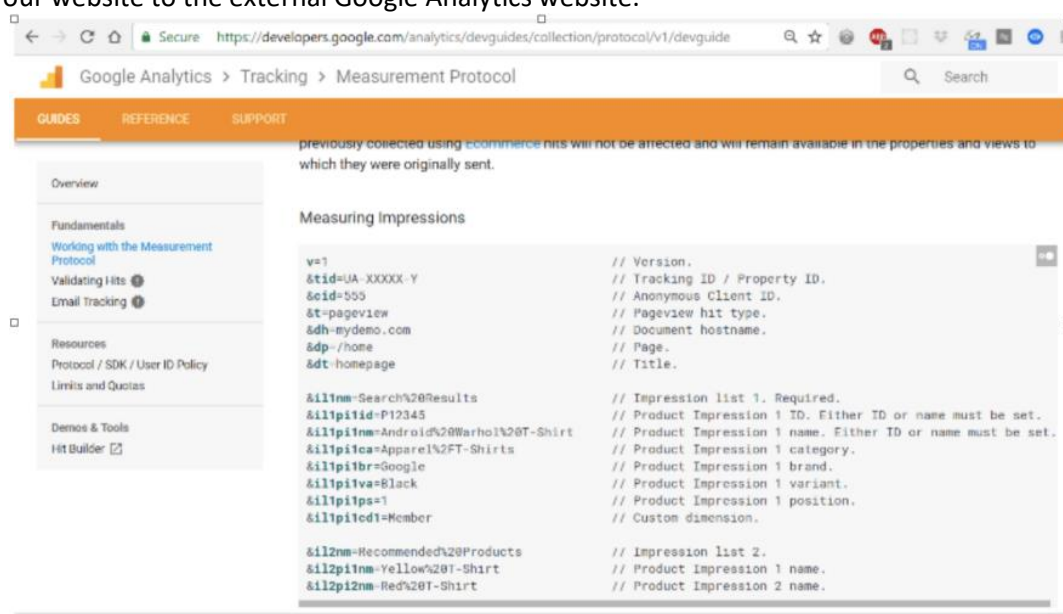 our website to the external Google Analytics website.
Secure https://developers.google.com/analytics/devguides/collection/protocol/v1/devguide
Google Analytics > Tracking > Measurement Protocol
Search
GUIDES REFERENCE SUPPORT
previously collected using Ecommerce hits will not be affected and will remain available in the properties and views to
which they were originally sent.
Overview
Fundamentals
Working with the Measurement
Protocol
Validating Hits
Email Tracking
Resources
Protocol / SDK / User ID Policy
Limits and Quotas
Demos & Tools
Hit Builder
Measuring Impressions
v=1 // Version.
&tid=UA-XXXXX-Y // Tracking ID / Property ID.
&cid=555 // Anonymous Client ID.
&t=pageview // Pageview hit type.
&dh=mydemo.com // Document hostname.
&dp=/home // Page.
&dt=homepage // Title.
&il1nm=Search%20Results // Impression list 1. Required.
&il1pi1id=P12345 // Product Impression 1 ID. Either ID or name must be set.
&il1pi1nm=Android%20Warhol%20T-Shirt // Product Impression 1 name. Either ID or name must be set.
&il1pi1ca=Apparel%2FT-Shirts // Product Impression 1 category.
&il1pi1br=Google // Product Impression 1 brand.
&il1pi1va=Black // Product Impression 1 variant.
&il1pi1ps=1 // Product Impression 1 position.
&il1pi1cd1=Member // Custom dimension.
&il2nm=Recommended%20Products // Impression list 2.
&il2pi1nm=Yellow%20T-Shirt // Product Impression 1 name.
&il2pi2nm=Red%20T-Shirt // Product Impression 2 name.